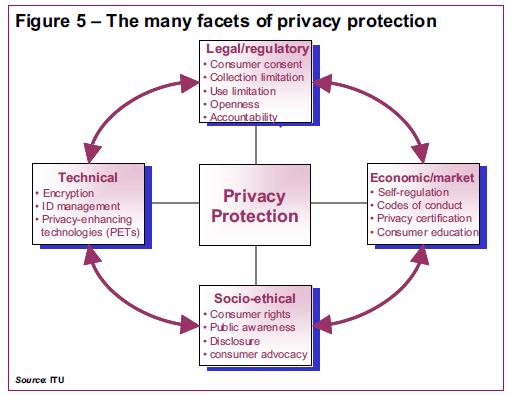 Figure 5 – The many facets of privacy protection
Legal/regulatory
• Consumer consent
• Collection limitation
• Use limitation
• Openness
• Accountability
Technical
• Encryption
• ID management
• Privacy-enhancing
technologies (PETs)
Privacy
Protection
Economic/market
• Self-regulation
• Codes of conduct
• Privacy certification
• Consumer education
Socio-ethical
• Consumer rights
• Public awareness
• Disclosure
• consumer advocacy
Source: ITU